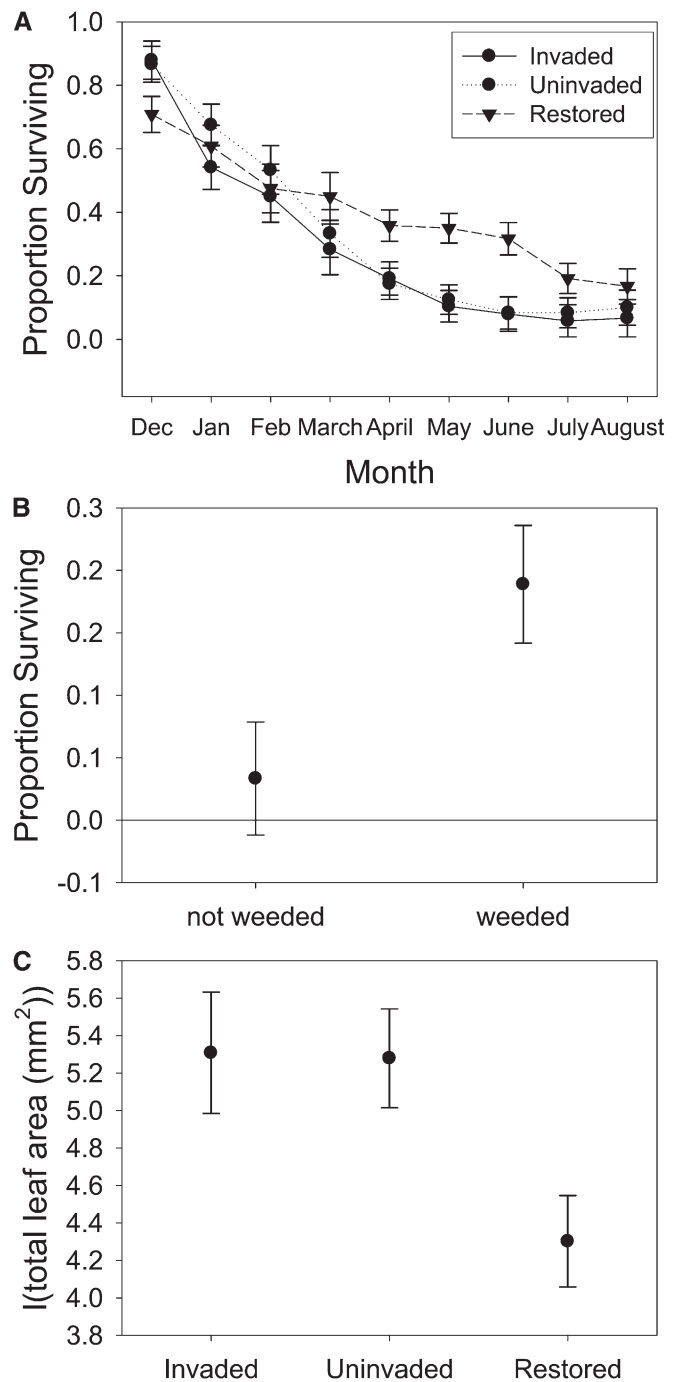 A
1.0
0.8
0.6
0.4
0.2
0.0
Proportion Surviving
Invaded
Uninvaded
Restored
Dec Jan Feb March April May June July August
Month
B
0.3
0.2
0.2
0.1
0.1
0.0
-0.1
Proportion Surviving
not weeded weeded
C
5.8
5.6
5.4
5.2
5.0
4.8
4.6
4.4
4.2
4.0
3.8
l(total leaf area (mm²))
Invaded Uninvaded Restored